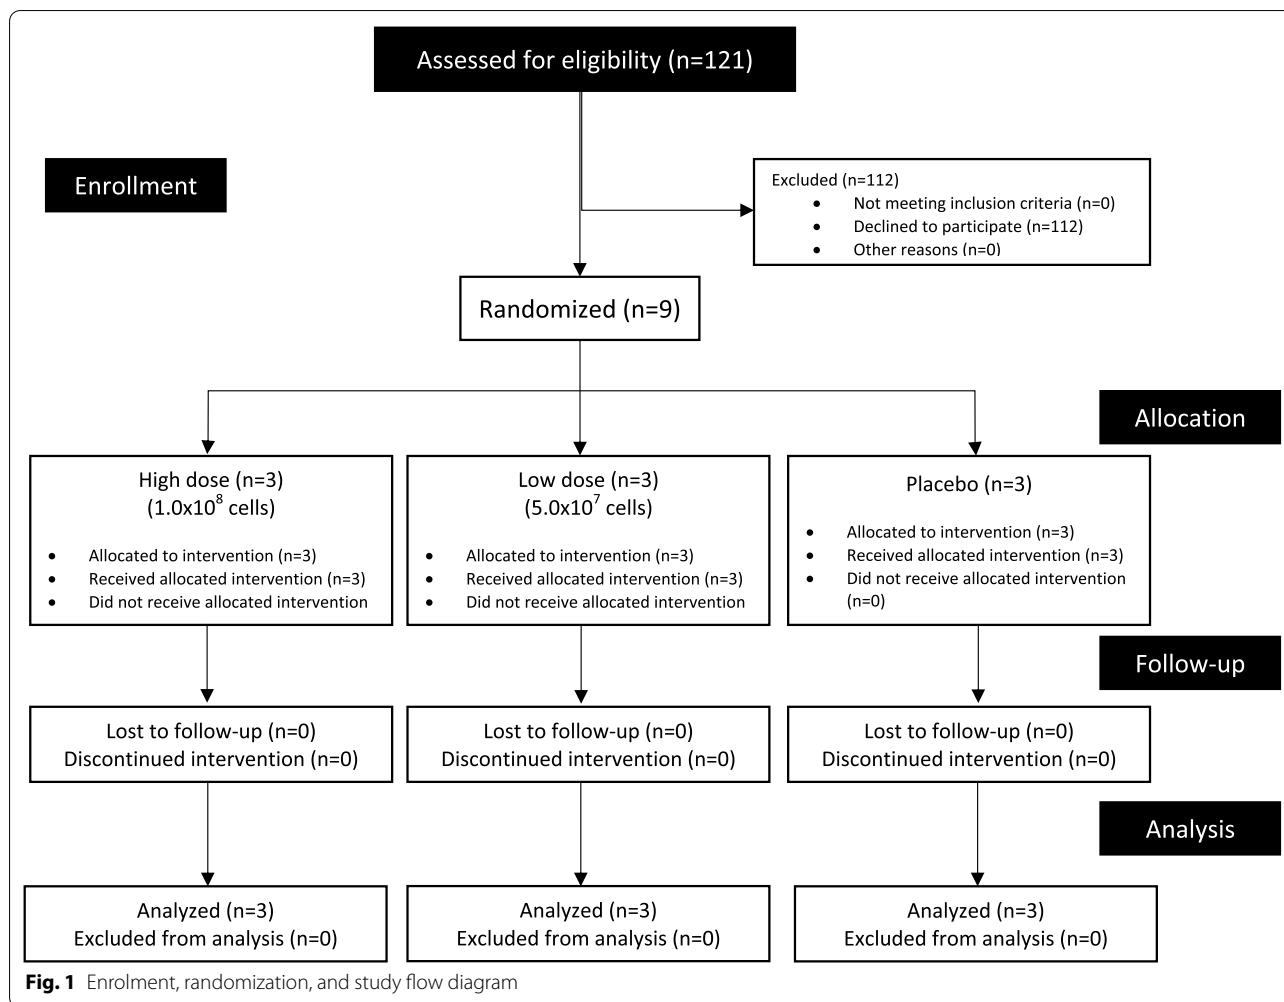 Assessed for eligibility (n=121)
Enrollment
Excluded (n=112)
• Not meeting inclusion criteria (n=0)
• Declined to participate (n=112)
• Other reasons (n=0)
Randomized (n=9)
Allocation
High dose (n=3)
(1.0x10⁸ cells)
• Allocated to intervention (n=3)
• Received allocated intervention (n=3)
• Did not receive allocated intervention
Low dose (n=3)
(5.0x10⁷ cells)
• Allocated to intervention (n=3)
• Received allocated intervention (n=3)
• Did not receive allocated intervention
Placebo (n=3)
• Allocated to intervention (n=3)
• Received allocated intervention (n=3)
• Did not receive allocated intervention
(n=0)
Follow-up
Lost to follow-up (n=0)
Discontinued intervention (n=0)
Lost to follow-up (n=0)
Discontinued intervention (n=0)
Lost to follow-up (n=0)
Discontinued intervention (n=0)
Analysis
Analyzed (n=3)
Excluded from analysis (n=0)
Analyzed (n=3)
Excluded from analysis (n=0)
Analyzed (n=3)
Excluded from analysis (n=0)
Fig. 1 Enrolment, randomization, and study flow diagram